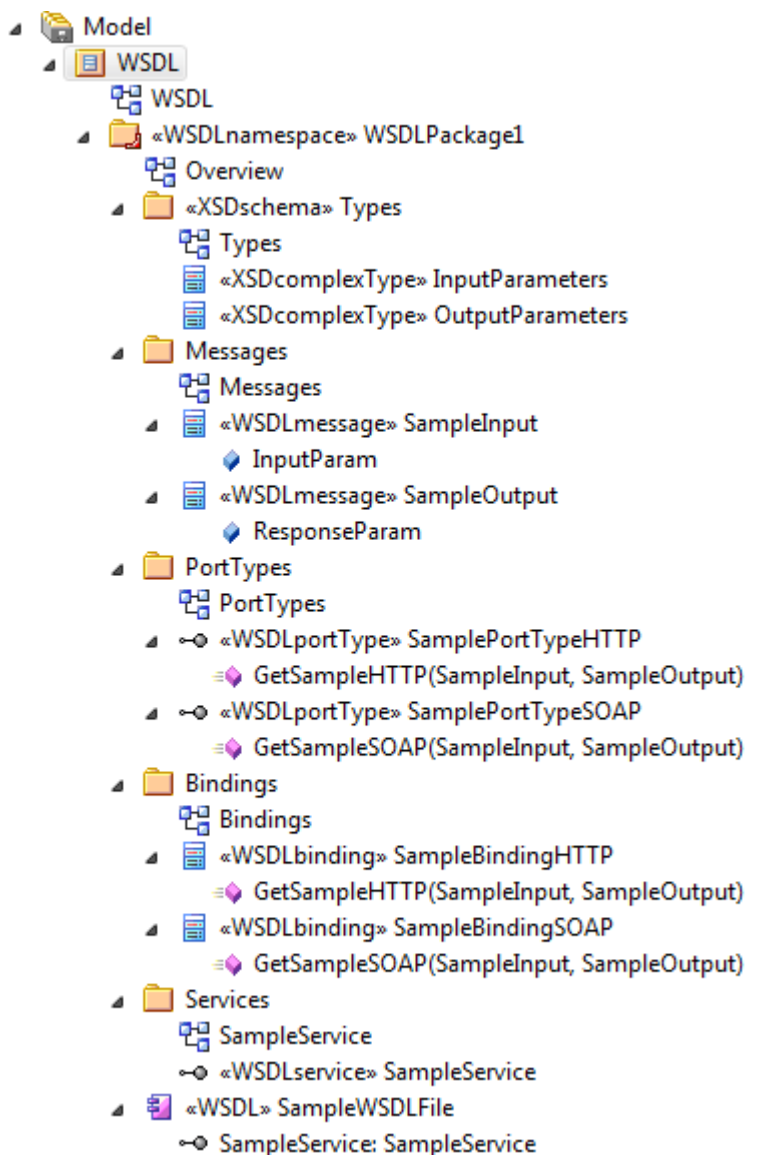 Model
WSDL
WSDL
«WSDLnamespace» WSDLPackage1
Overview
«XSDschema» Types
Types
«XSDcomplexType» InputParameters
«XSDcomplexType» OutputParameters
Messages
Messages
«WSDLmessage» SampleInput
InputParam
«WSDLmessage» SampleOutput
ResponseParam
PortTypes
PortTypes
«WSDLportType» SamplePortTypeHTTP
GetSampleHTTP(SampleInput, SampleOutput)
«WSDLportType» SamplePortTypeSOAP
GetSampleSOAP(SampleInput, SampleOutput)
Bindings
Bindings
«WSDLbinding» SampleBindingHTTP
GetSampleHTTP(SampleInput, SampleOutput)
«WSDLbinding» SampleBindingSOAP
GetSampleSOAP(SampleInput, SampleOutput)
Services
SampleService
«WSDLservice» SampleService
«WSDL» SampleWSDLFile
SampleService: SampleService